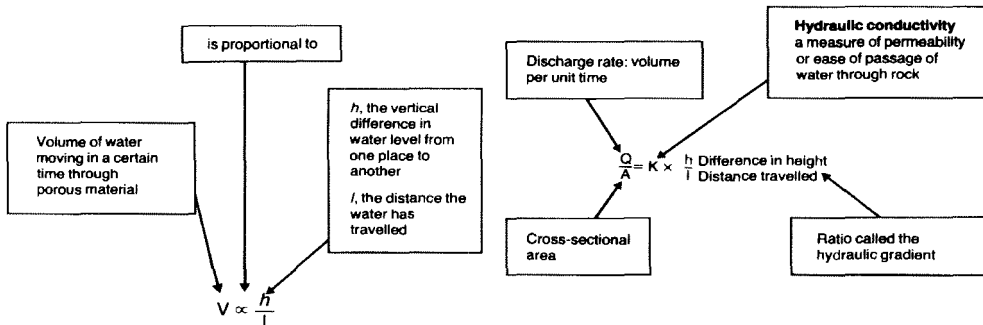 is proportional to
Volume of water
moving in a certain
time through
porous material
h, the vertical
difference in
water level from
one place to
another
l, the distance the
water has
travelled
V ∝ h/l
Discharge rate: volume
per unit time
Hydraulic conductivity
a measure of permeability
or ease of passage of
water through rock
Q/A = K × h/l Difference in height
Distance travelled
Cross-sectional
area
Ratio called the
hydraulic gradient